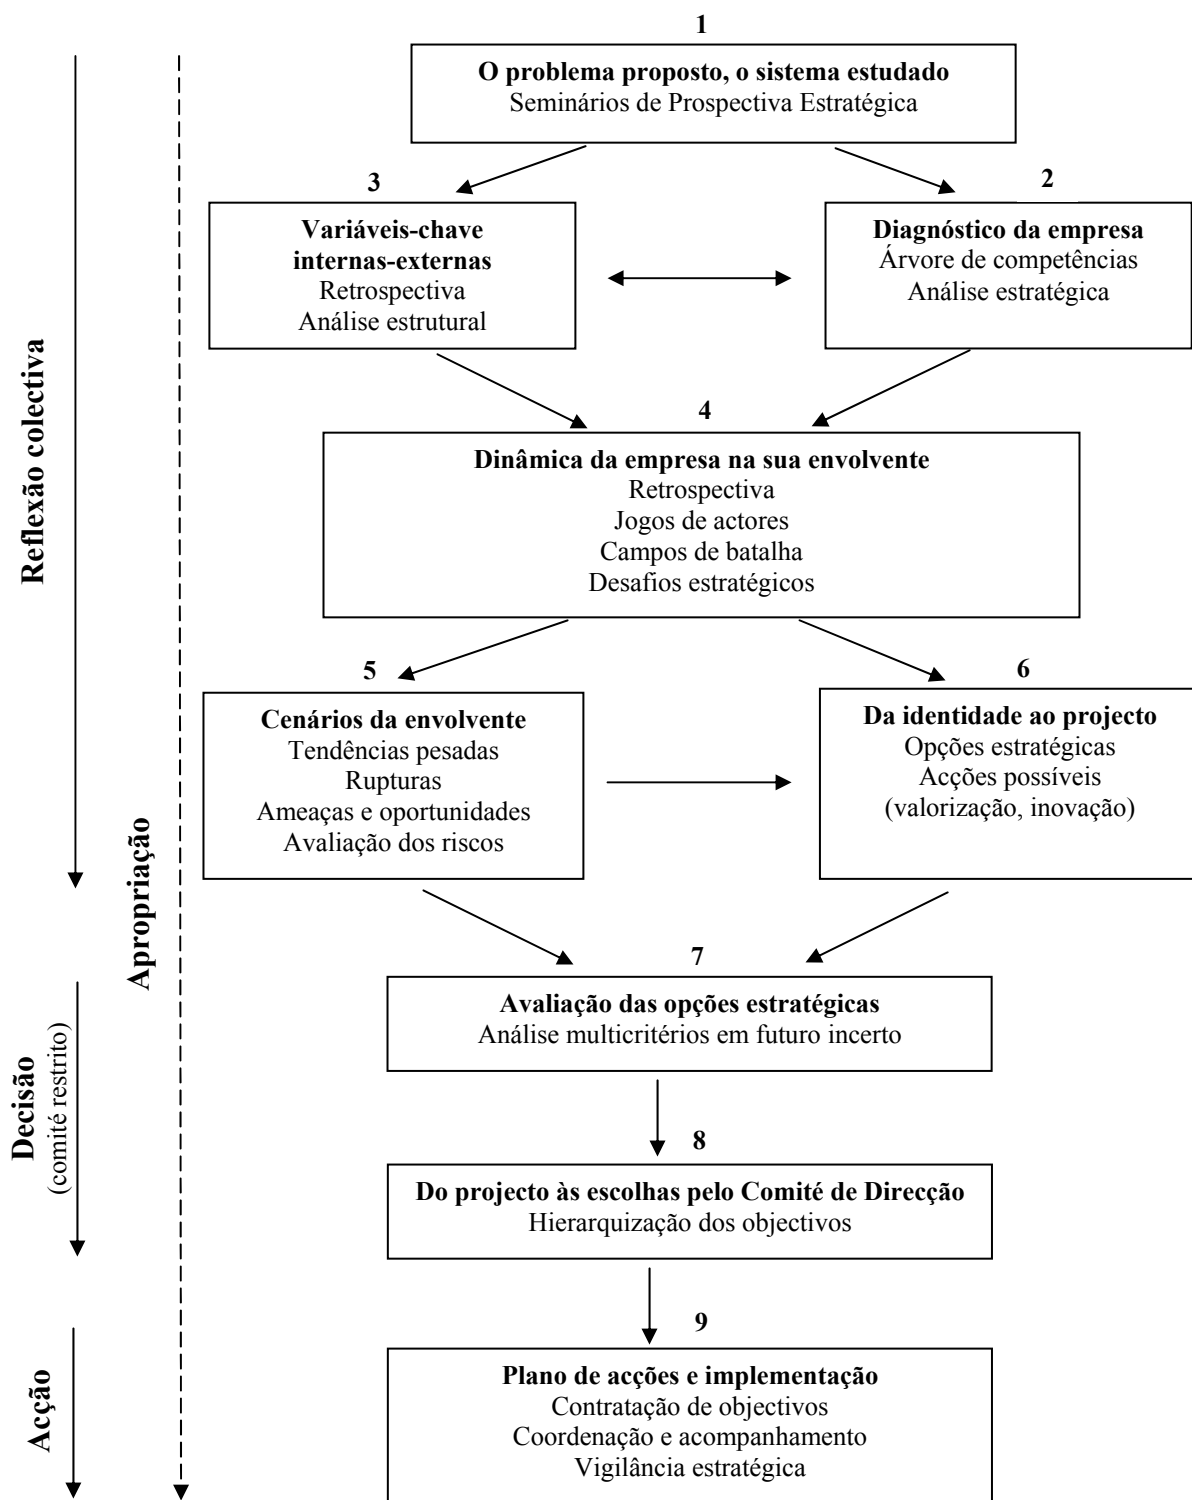 1
O problema proposto, o sistema estudado
Seminários de Prospectiva Estratégica
3
Variáveis-chave
internas-externas
Retrospectiva
Análise estrutural
2
Diagnóstico da empresa
Árvore de competências
Análise estratégica
4
Dinâmica da empresa na sua envolvente
Retrospectiva
Jogos de actores
Campos de batalha
Desafios estratégicos
5
Cenários da envolvente
Tendências pesadas
Rupturas
Ameaças e oportunidades
Avaliação dos riscos
6
Da identidade ao projecto
Opções estratégicas
Acções possíveis
(valorização, inovação)
7
Avaliação das opções estratégicas
Análise multicritérios em futuro incerto
8
Do projecto às escolhas pelo Comité de Direcção
Hierarquização dos objectivos
9
Plano de acções e implementação
Contratação de objectivos
Coordenação e acompanhamento
Vigilância estratégica
Reflexão colectiva
Apropriação
Decisão
(comité restrito)
Acção